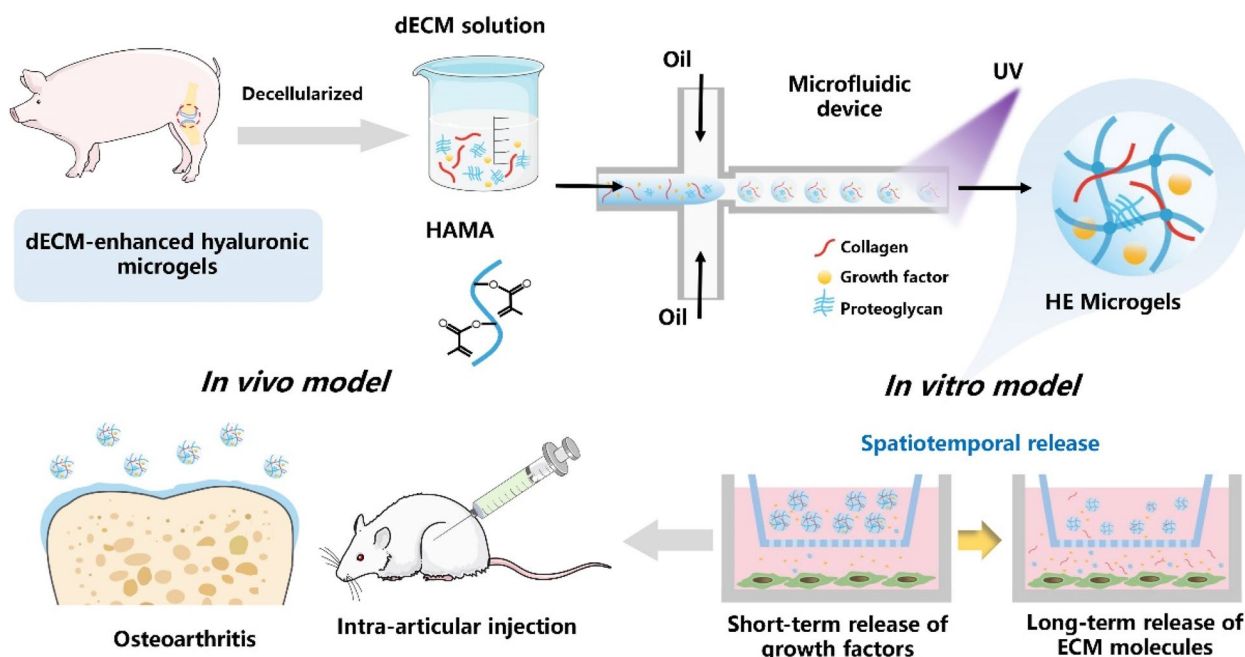 dECM solution
Decellularized
dECM-enhanced hyaluronic
microgels
HAMA
O
O
O
O
Oil
Oil
Microfluidic
device
UV
Collagen
Growth factor
Proteoglycan
HE Microgels
In vivo model
Osteoarthritis
Intra-articular injection
In vitro model
Spatiotemporal release
Short-term release of
growth factors
Long-term release of
ECM molecules